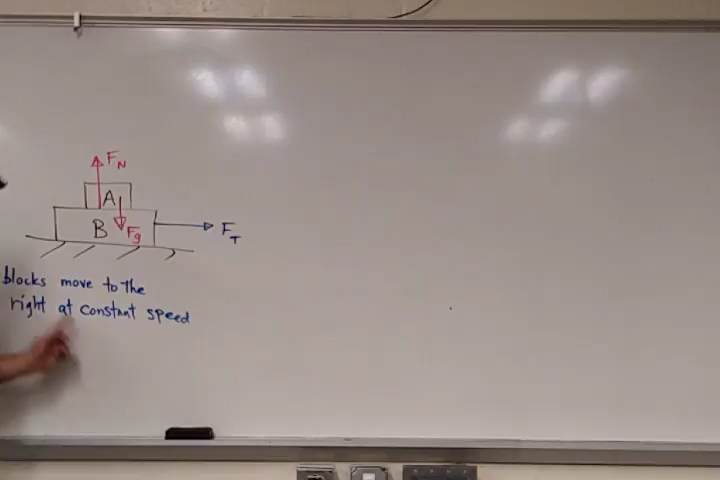 F_N
A
B
F_g
F_T
blocks move to the
right at constant speed